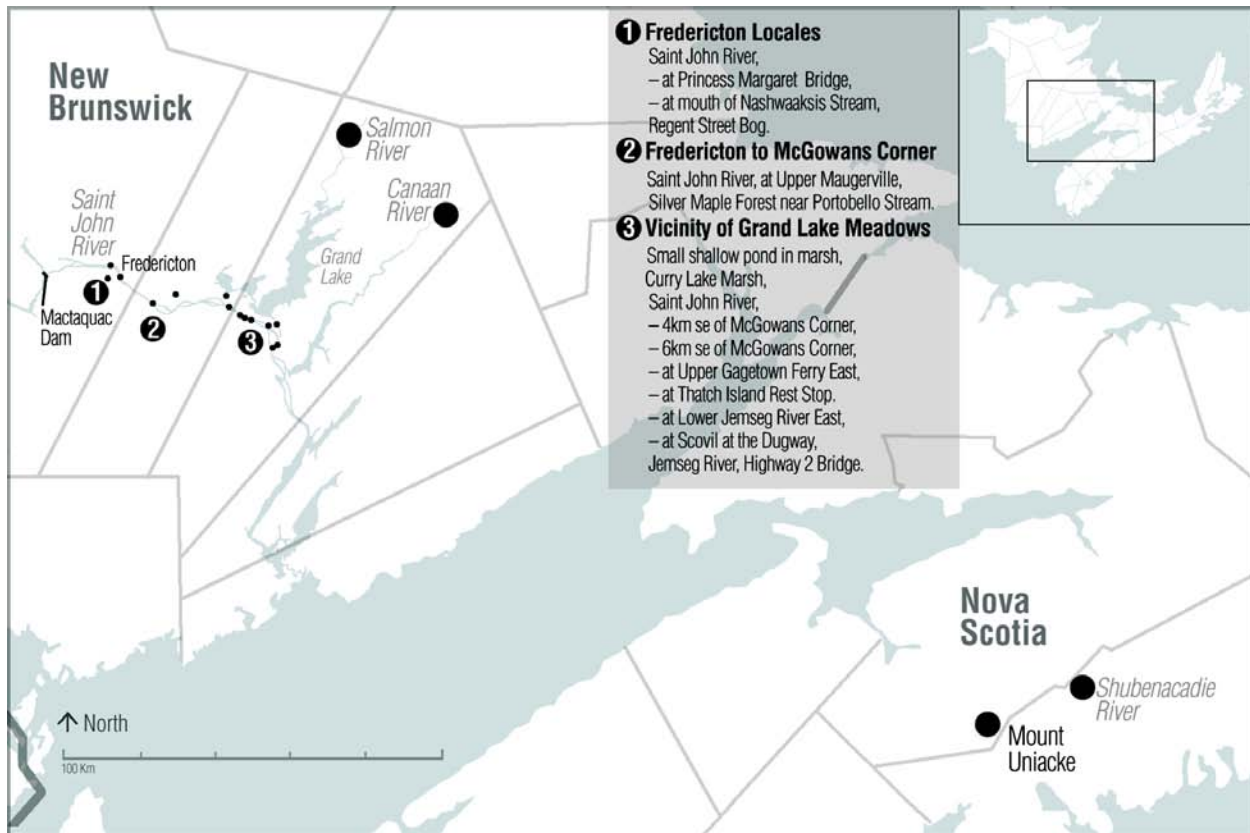 New
Brunswick
Salmon
River
Canaan
River
Saint
John
River
Grand
Lake
Fredericton
1
Mactaquac
Dam
2
3
1 Fredericton Locales
Saint John River,
– at Princess Margaret Bridge,
– at mouth of Nashwaaksis Stream,
Regent Street Bog.
2 Fredericton to McGowans Corner
Saint John River, at Upper Maugerville,
Silver Maple Forest near Portobello Stream.
3 Vicinity of Grand Lake Meadows
Small shallow pond in marsh,
Curry Lake Marsh,
Saint John River,
– 4km se of McGowans Corner,
– 6km se of McGowans Corner,
– at Upper Gagetown Ferry East,
– at Thatch Island Rest Stop.
– at Lower Jemseg River East,
– at Scovil at the Dugway,
Jemseg River, Highway 2 Bridge.
Nova
Scotia
Shubenacadie
River
Mount
Uniacke
↑ North
100 Km